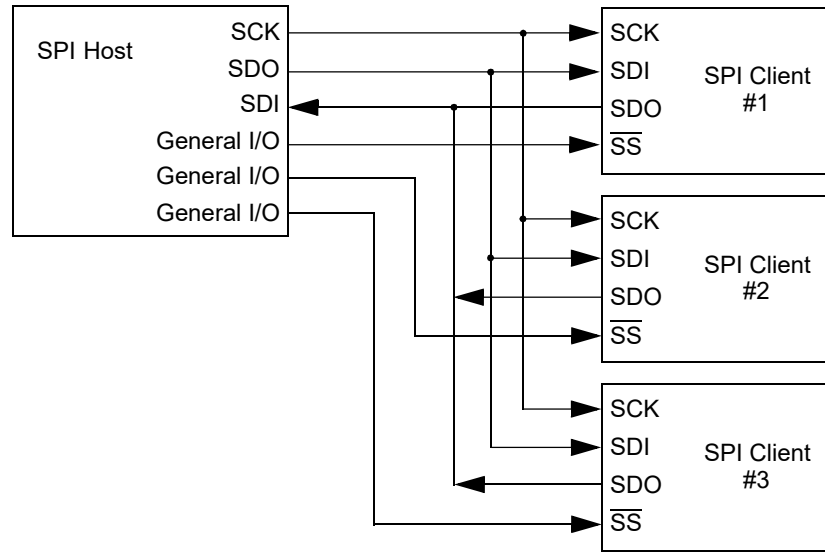 SPI Host
SCK
SDO
SDI
General I/O
General I/O
General I/O
SCK
SDI
SDO
SS
SPI Client
#1
SCK
SDI
SDO
SS
SPI Client
#2
SCK
SDI
SDO
SS
SPI Client
#3